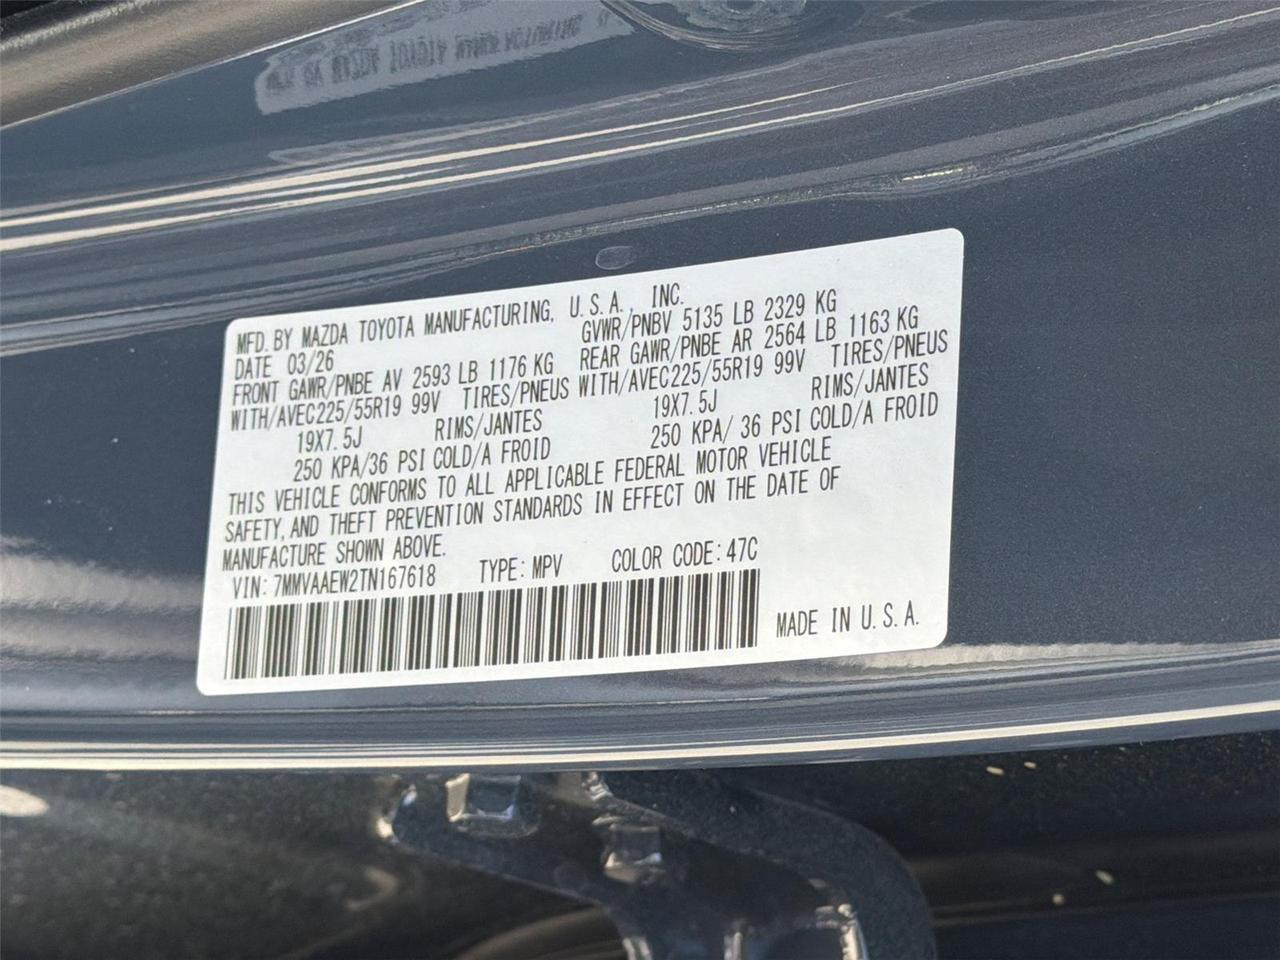 MFD. BY MAZDA TOYOTA MANUFACTURING, U.S.A., INC.
DATE 03/26 GVWR/PNBV 5135 LB 2329 KG
FRONT GAWR/PNBE AV 2593 LB 1176 KG REAR GAWR/PNBE AR 2564 LB 1163 KG
WITH/AVEC225/55R19 99V TIRES/PNEUS WITH/AVEC225/55R19 99V TIRES/PNEUS
19X7.5J RIMS/JANTES 19X7.5J RIMS/JANTES
250 KPA/36 PSI COLD/A FROID 250 KPA/ 36 PSI COLD/A FROID
THIS VEHICLE CONFORMS TO ALL APPLICABLE FEDERAL MOTOR VEHICLE
SAFETY, AND THEFT PREVENTION STANDARDS IN EFFECT ON THE DATE OF
MANUFACTURE SHOWN ABOVE.
VIN: 7MMVAAEW2TN167618 TYPE: MPV COLOR CODE: 47C
MADE IN U.S.A.